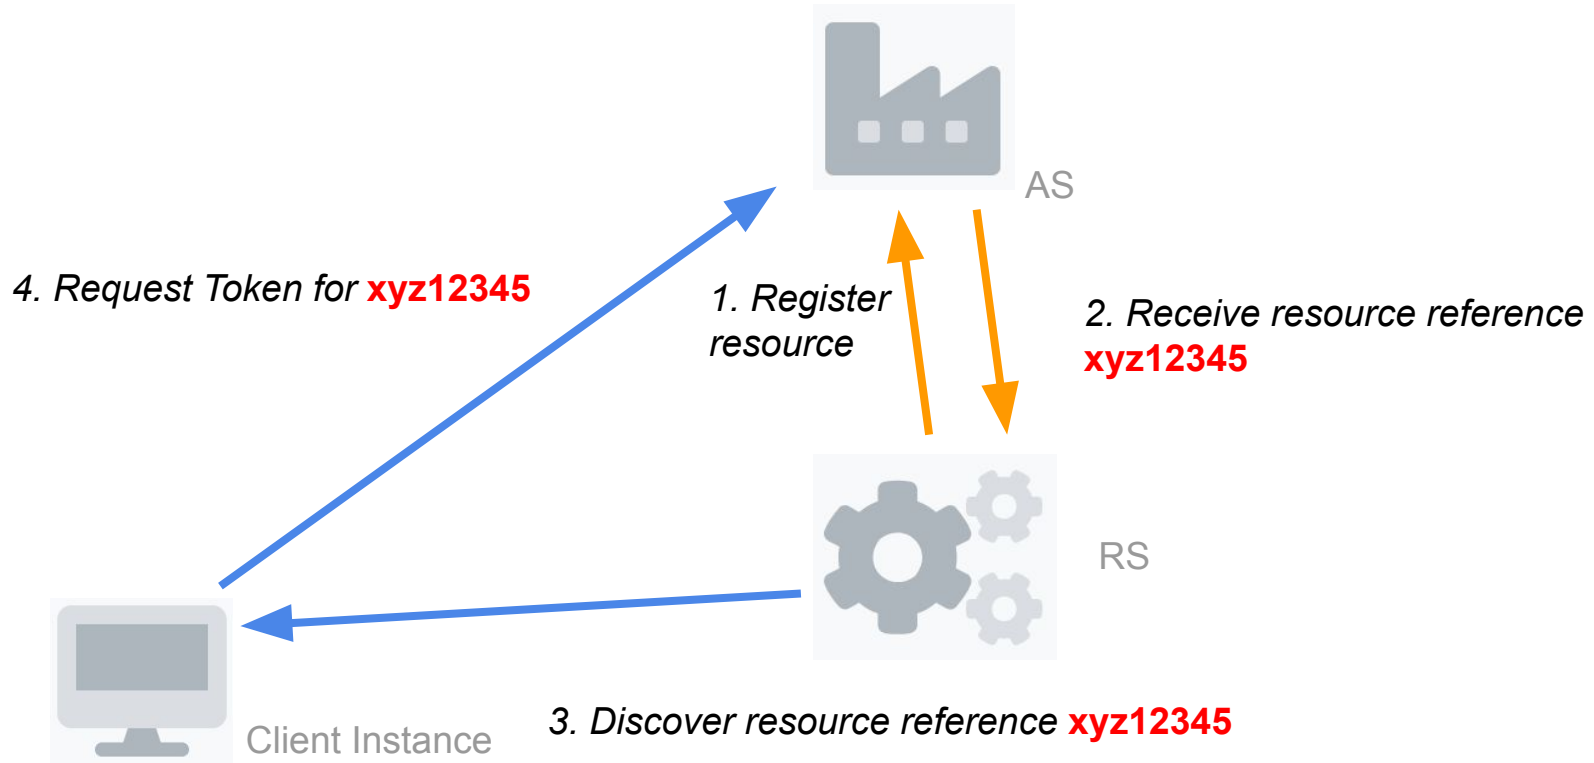 AS
4. Request Token for xyz12345
1. Register
resource
2. Receive resource reference
xyz12345
RS
3. Discover resource reference xyz12345
Client Instance